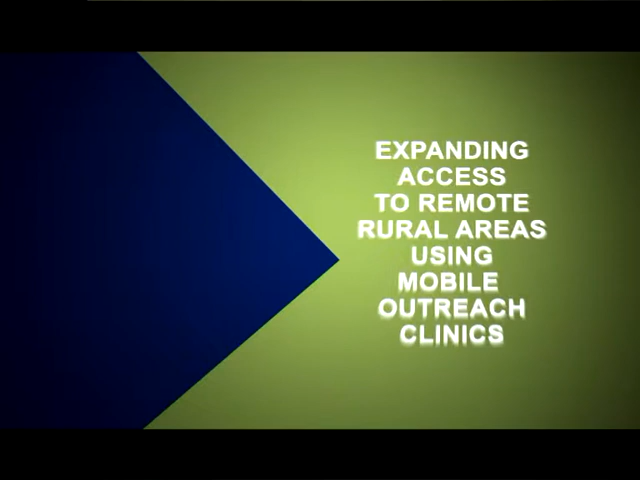 EXPANDING
ACCESS
TO REMOTE
RURAL AREAS
USING
MOBILE
OUTREACH
CLINICS